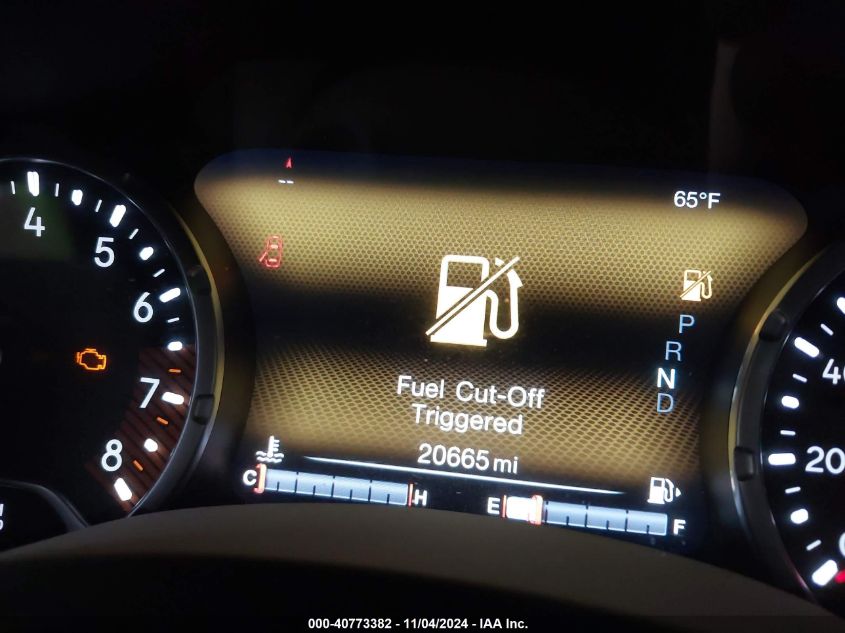 --
65°F
4
5
6
7
8
P
R
N
D
Fuel Cut-Off
Triggered
20665 mi
C H
E F
40
20
000-40773382 - 11/04/2024 - IAA Inc.